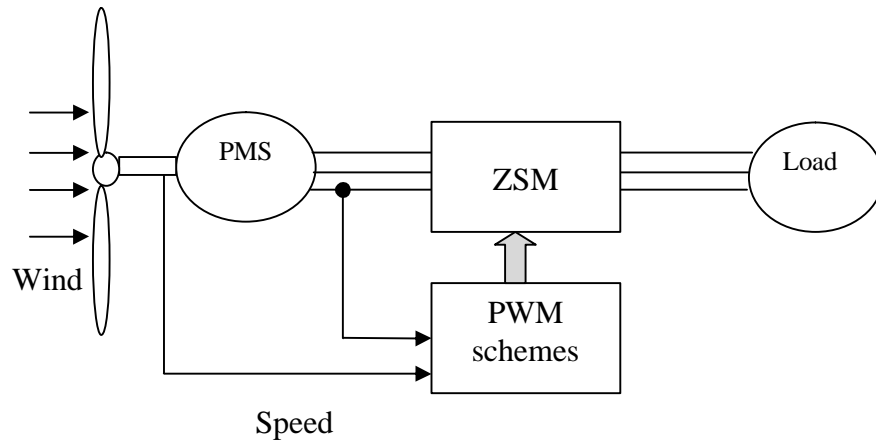 PMS
ZSM
Load
Wind
PWM
schemes
Speed